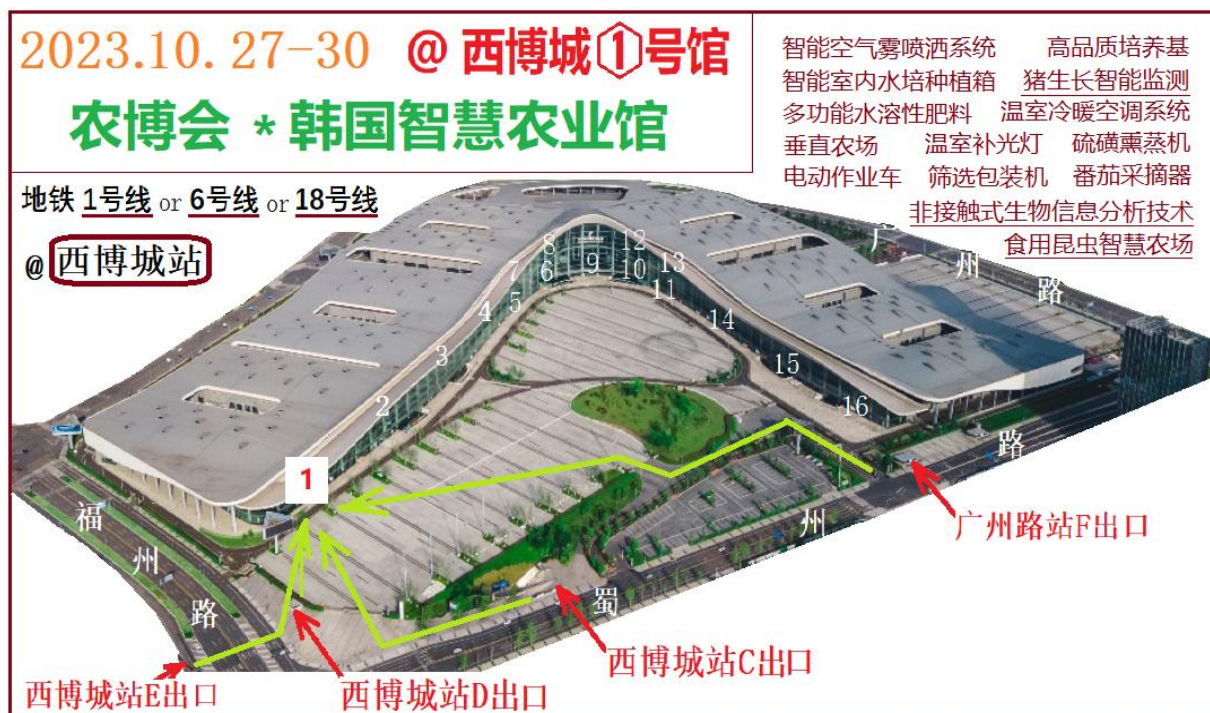 2023.10.27-30 @ 西博城1号馆
农博会 * 韩国智慧农业馆
智能空气雾喷洒系统 高品质培养基
智能室内水培种植箱 猪生长智能监测
多功能水溶性肥料 温室冷暖空调系统
垂直农场 温室补光灯 硫磺熏蒸机
电动作业车 筛选包装机 番茄采摘器
非接触式生物信息分析技术
食用昆虫智慧农场
地铁 1号线 or 6号线 or 18号线
@ 西博城站
广州路
8 12
7 6 9 10 13
5 11
4 14
3 15
2 16
1
福州路
蜀州路
广州路站F出口
西博城站C出口
西博城站D出口
西博城站E出口